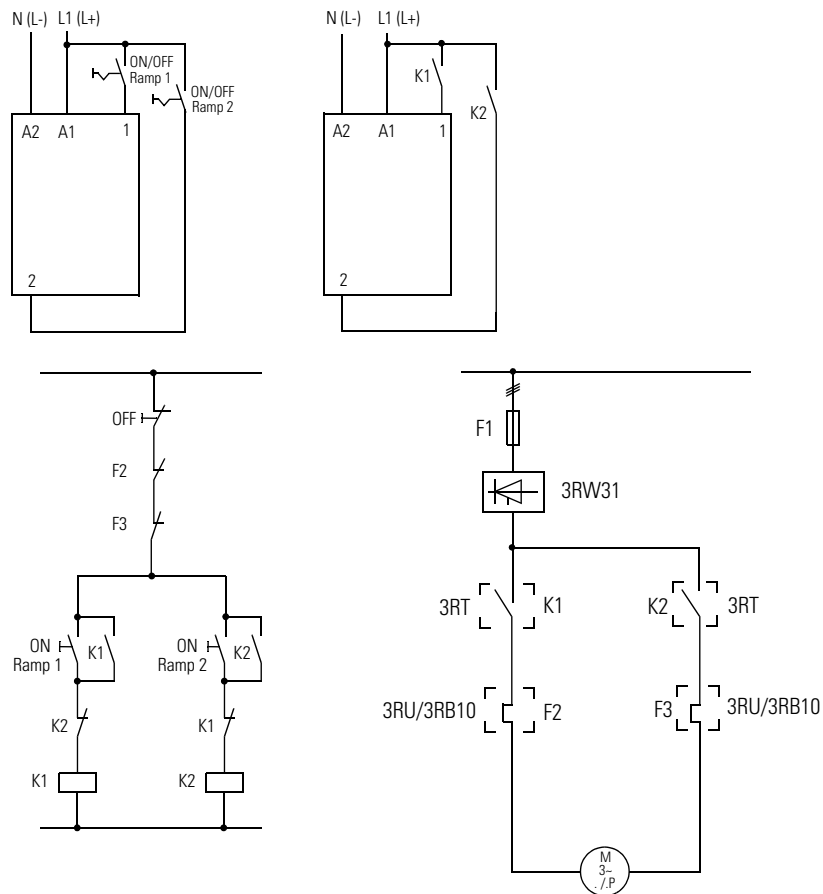 N (L-) L1 (L+)
ON/OFF
Ramp 1
ON/OFF
Ramp 2
A2 A1 1
2
N (L-) L1 (L+)
K1
K2
A2 A1 1
2
OFF
F2
F3
ON
Ramp 1
K1
ON
Ramp 2
K2
K2
K1
K1
K2
F1
3RW31
3RT K1
K2 3RT
3RU/3RB10 F2
F3 3RU/3RB10
M
3~
./.P